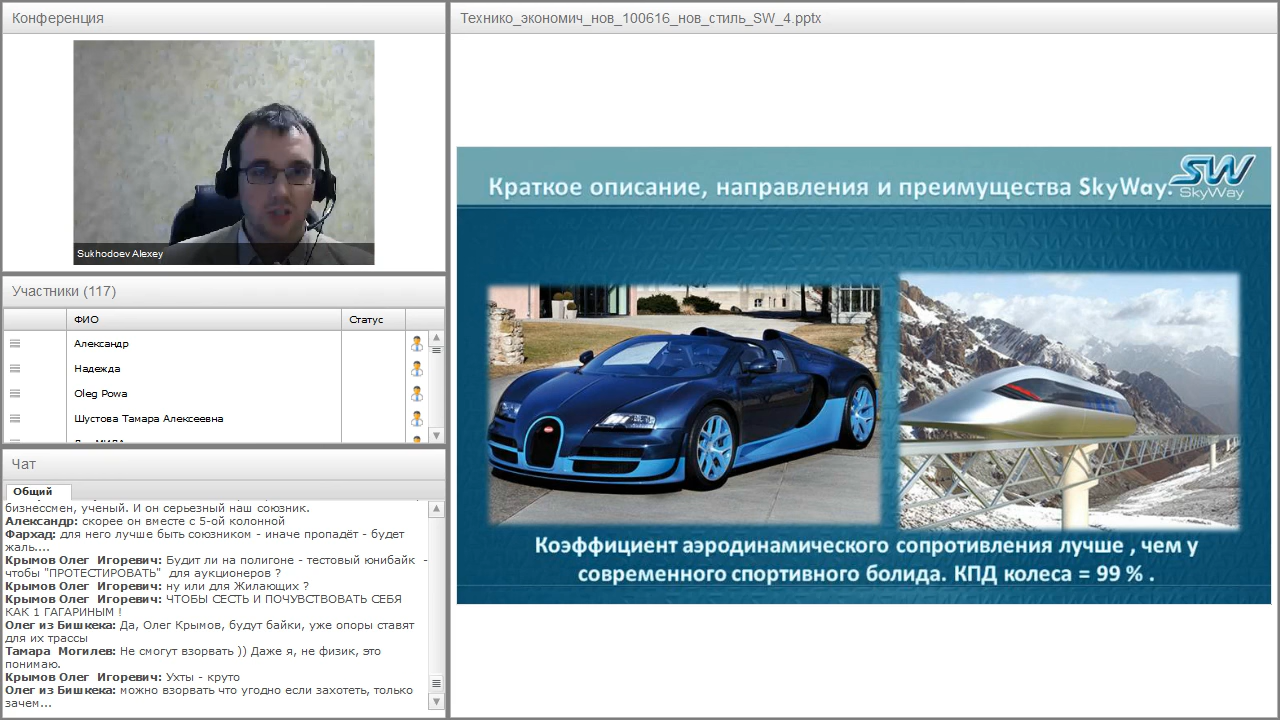 Конференция
Sukhodoev Alexey
Участники (117)
ФИО
Статус
Александр
Надежда
Oleg Powa
Шустова Тамара Алексеевна
Чат
Общий
бизнессмен, ученый. И он серьезный наш союзник.
Александр: скорее он вместе с 5-ой колонной
Фархад: для него лучше быть союзником - иначе пропадёт - будет
жаль....
Крымов Олег Игоревич: Будит ли на полигоне - тестовый юнибайк -
чтобы "ПРОТЕСТИРОВАТЬ" для аукционеров ?
Крымов Олег Игоревич: ну или для Жилающих ?
Крымов Олег Игоревич: ЧТОБЫ СЕСТЬ И ПОЧУВСТВОВАТЬ СЕБЯ
КАК 1 ГАГАРИНЫМ !
Олег из Бишкека: Да, Олег Крымов, будут байки, уже опоры ставят
для их трассы
Тамара Могилев: Не смогут взорвать )) Даже я, не физик, это
понимаю.
Крымов Олег Игоревич: Ухты - круто
Олег из Бишкека: можно взорвать что угодно если захотеть, только
зачем...
Технико_экономич_нов_100616_нов_стиль_SW_4.pptx
Краткое описание, направления и преимущества SkyWay.
SW
SkyWay
Коэффициент аэродинамического сопротивления лучше , чем у
современного спортивного болида. КПД колеса = 99 % .